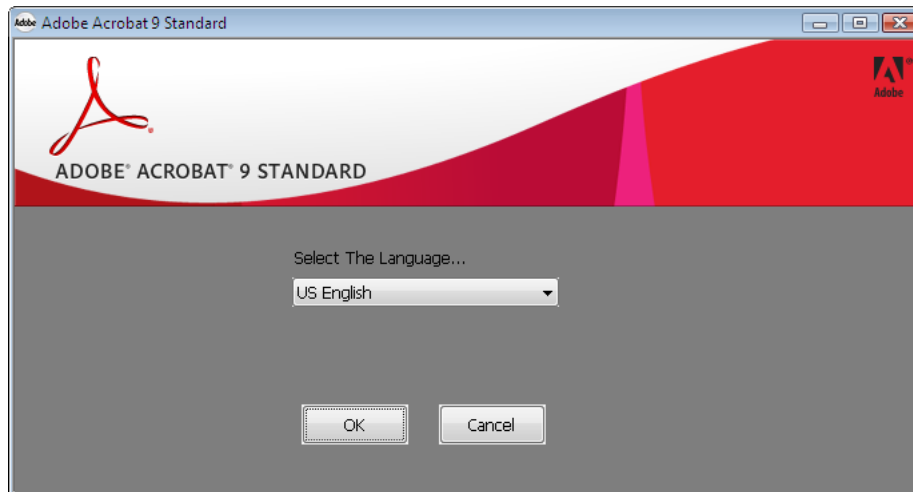 Adobe Adobe Acrobat 9 Standard
Adobe
ADOBE® ACROBAT® 9 STANDARD
Select The Language...
US English
OK Cancel